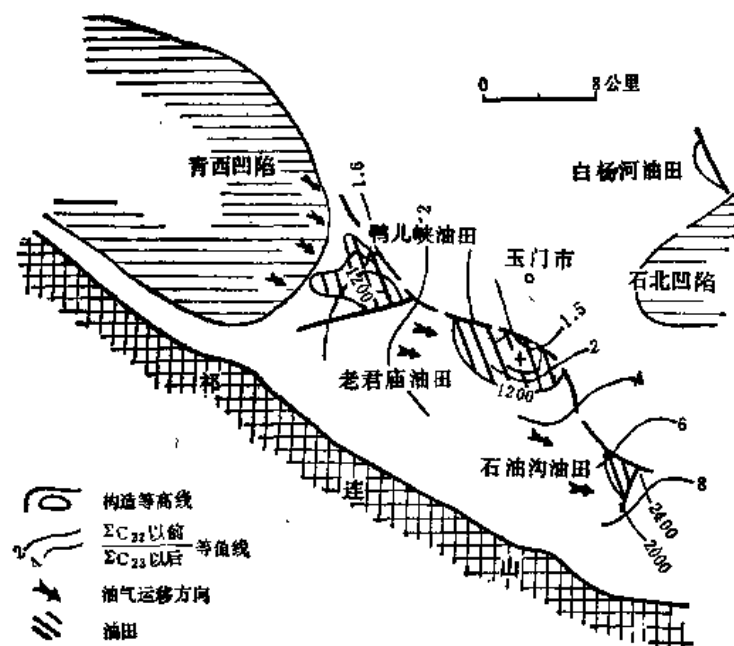 0 8公里
青西凹陷
1.6
2
白杨河油田
鸭儿峡油田
1200
玉门市
石北凹陷
1.5
2
老君庙油田
1200
4
6
石油沟油田
8
2400
2000
祁
连
山
构造等高线
2
4
ΣC₂₂以前
ΣC₂₃以后
等值线
油气运移方向
油田